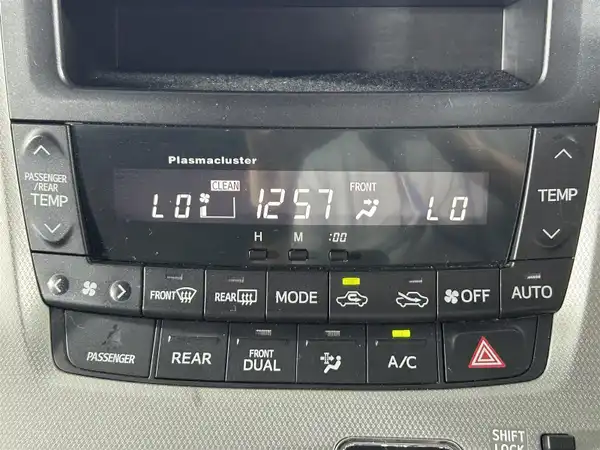 Plasmacluster
PASSENGER
/REAR
TEMP
CLEAN
LO
12 57
FRONT
LO
TEMP
H
M
:00
FRONT
REAR
MODE
OFF
AUTO
PASSENGER
REAR
FRONT
DUAL
A/C
SHIFT
LOCK